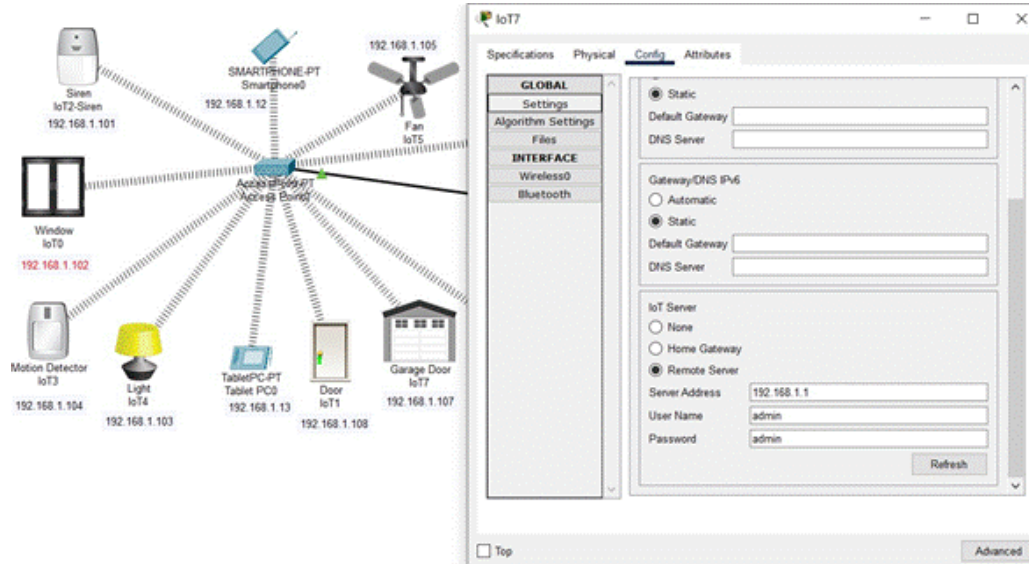 Siren
IoT2-Siren
192.168.1.101
SMARTPHONE-PT
Smartphone0
192.168.1.12
192.168.1.105
Fan
IoT5
AccessPoint-PT
Access Point0
Window
IoT0
192.168.1.102
Motion Detector
IoT3
192.168.1.104
Light
IoT4
192.168.1.103
TabletPC-PT
Tablet PC0
192.168.1.13
Door
IoT1
192.168.1.108
Garage Door
IoT7
192.168.1.107
IoT7
Specifications Physical Config Attributes
GLOBAL
Settings
Algorithm Settings
Files
INTERFACE
Wireless0
Bluetooth
Static
Default Gateway
DNS Server
Gateway/DNS IPv6
Automatic
Static
Default Gateway
DNS Server
IoT Server
None
Home Gateway
Remote Server
Server Address 192.168.1.1
User Name admin
Password admin
Refresh
Top
Advanced